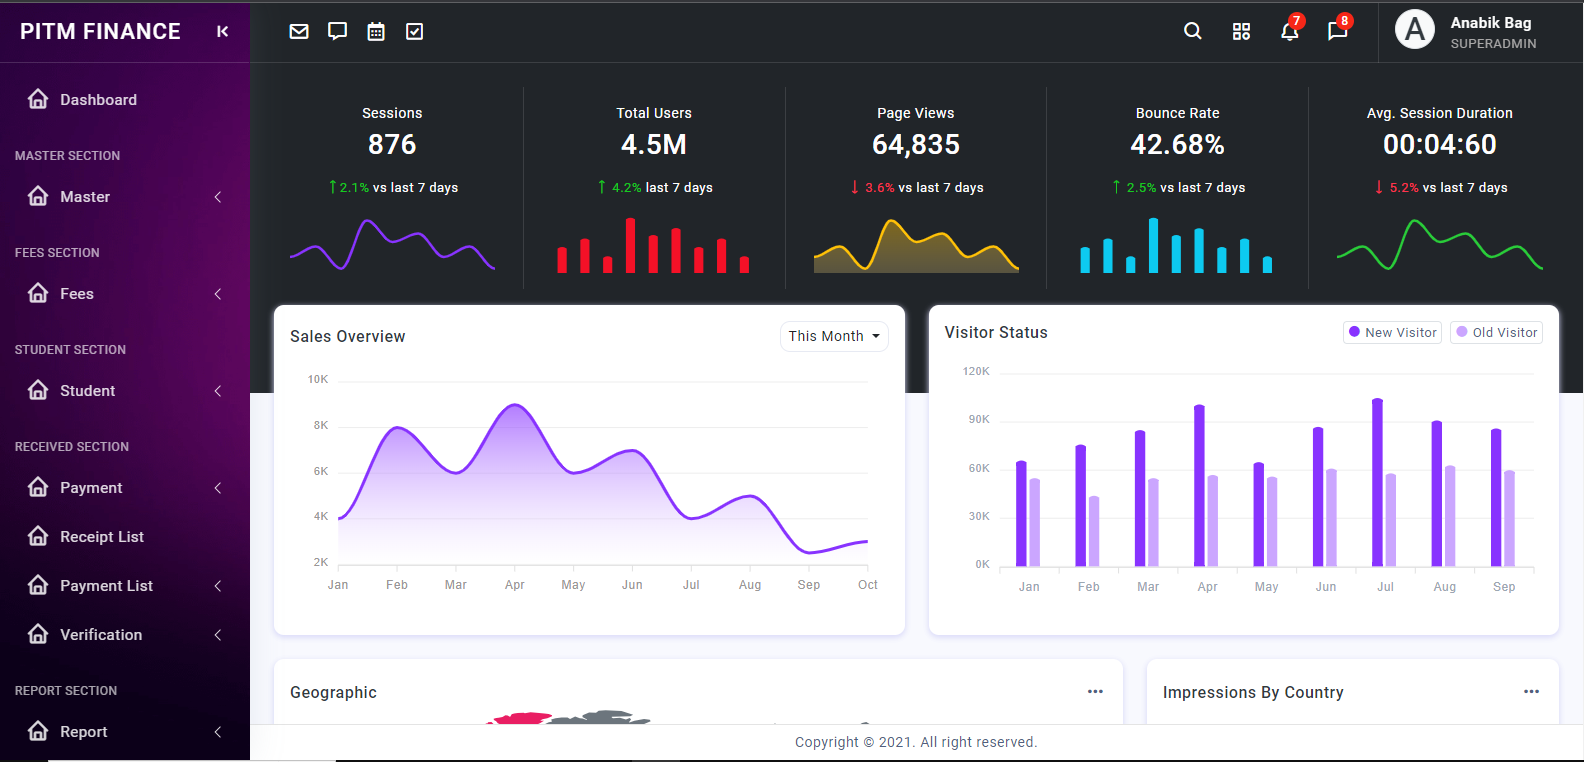 PITM FINANCE
7
8
A
Anabik Bag
SUPERADMIN
Dashboard
MASTER SECTION
Master
FEES SECTION
Fees
STUDENT SECTION
Student
RECEIVED SECTION
Payment
Receipt List
Payment List
Verification
REPORT SECTION
Report
Sessions
876
↑2.1% vs last 7 days
Total Users
4.5M
↑ 4.2% last 7 days
Page Views
64,835
↓ 3.6% vs last 7 days
Bounce Rate
42.68%
↑ 2.5% vs last 7 days
Avg. Session Duration
00:04:60
↓ 5.2% vs last 7 days
Sales Overview
This Month
10K
8K
6K
4K
2K
Jan Feb Mar Apr May Jun Jul Aug Sep Oct
Visitor Status
New Visitor
Old Visitor
120K
90K
60K
30K
0K
Jan Feb Mar Apr May Jun Jul Aug Sep
Geographic
Impressions By Country
Copyright © 2021. All right reserved.